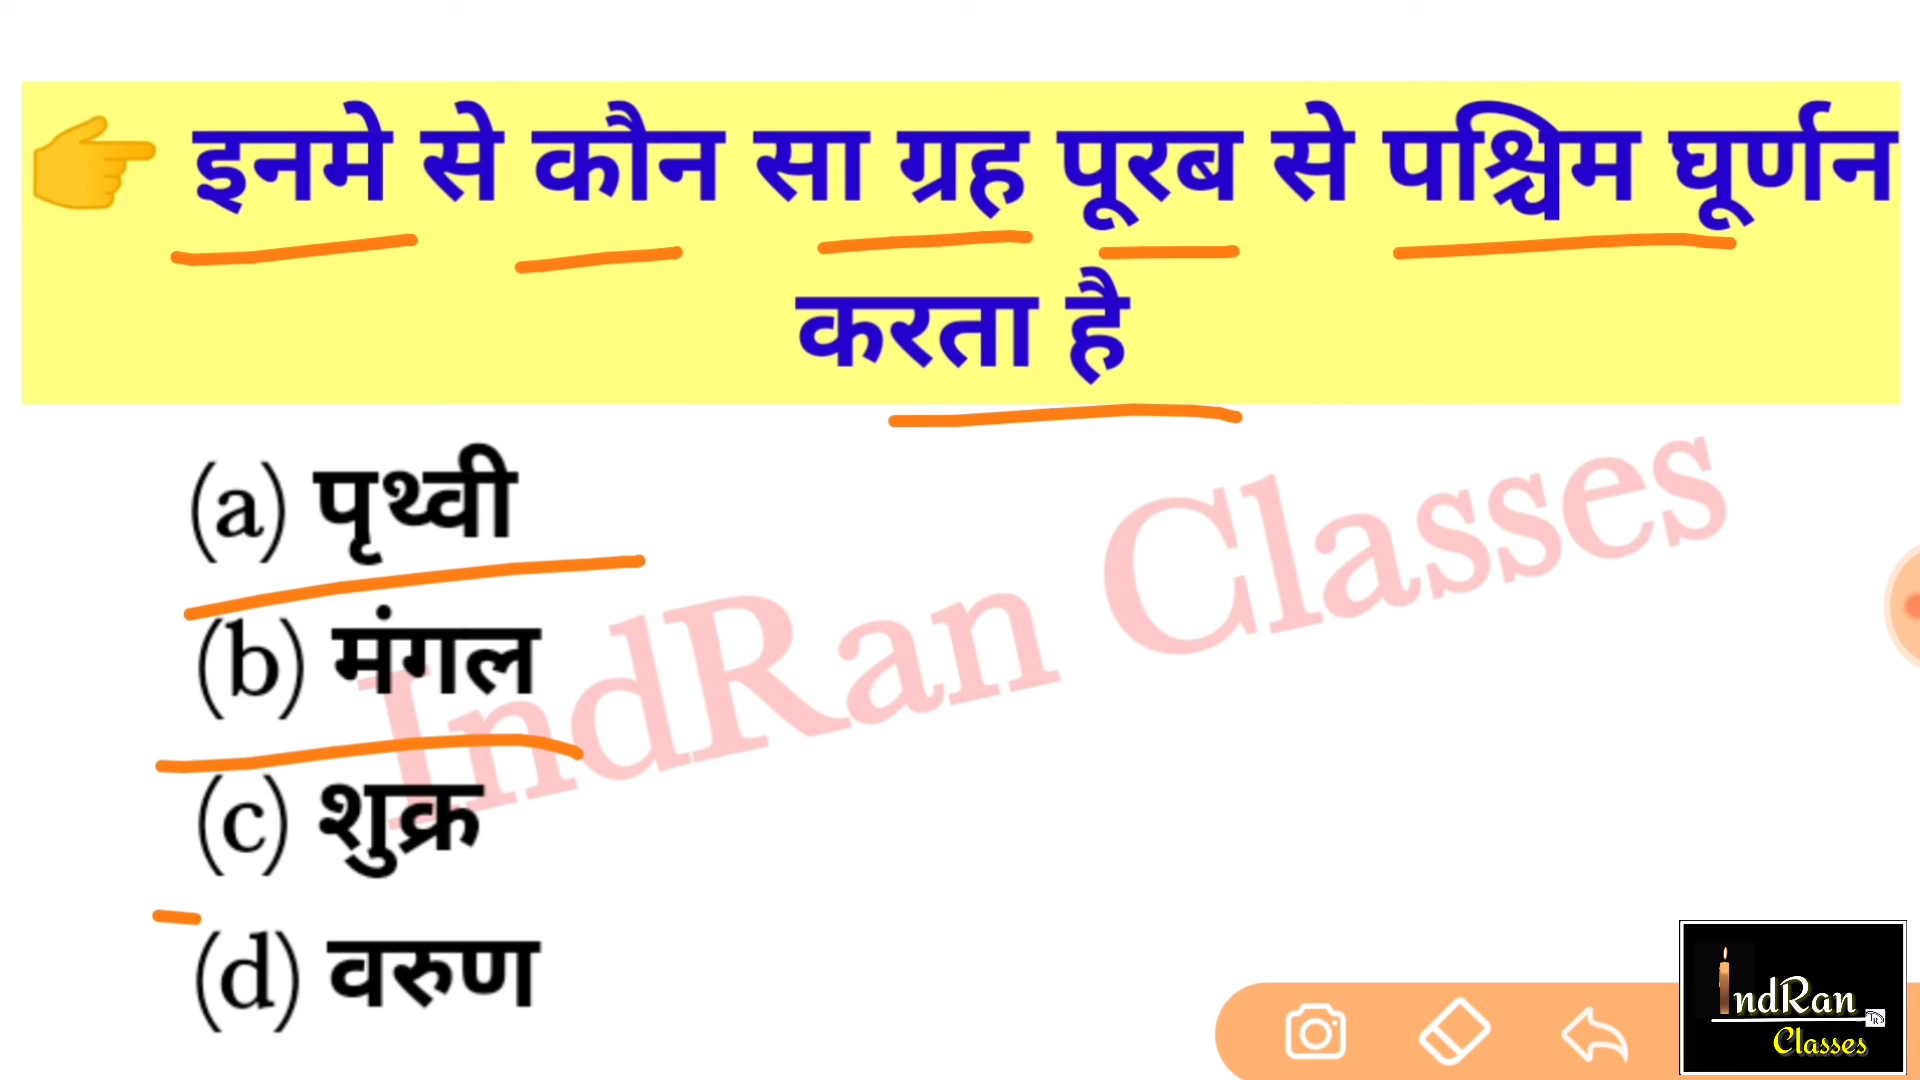 👉 इनमे से कौन सा ग्रह पूरब से पश्चिम घूर्णन
करता है
(a) पृथ्वी
(b) मंगल
(c) शुक्र
(d) वरुण
IndRan Classes
IndRan
Classes